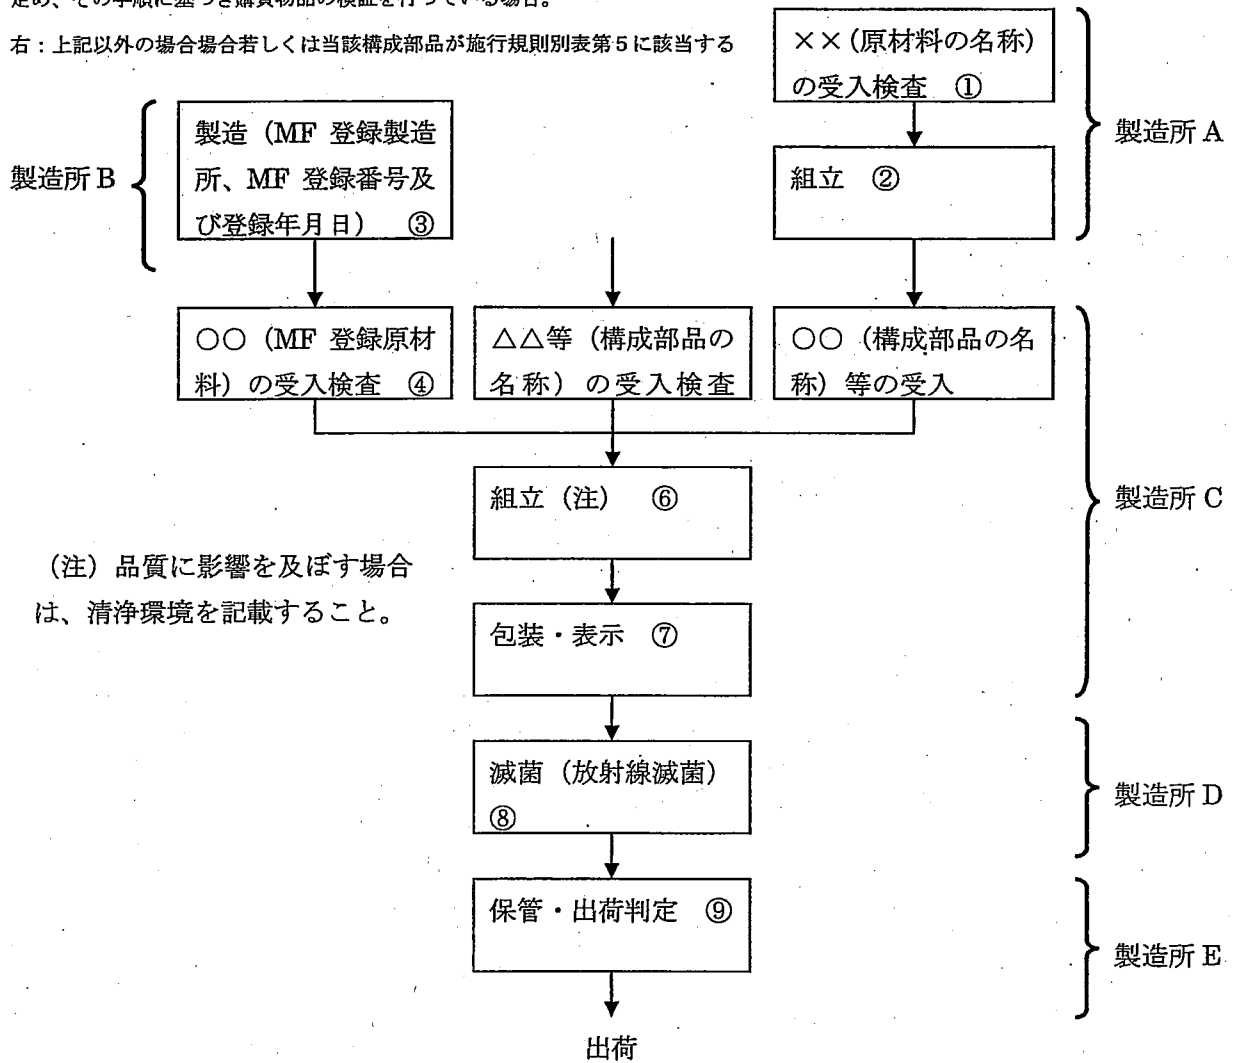 定め、その手順に基づき購買物品の検証を行っている場合。
右:上記以外の場合場合若しくは当該構成部品が施行規則別表第5に該当する
××(原材料の名称)
の受入検査 ①
製造所A
組立 ②
製造所B
製造(MF 登録製造
所、MF 登録番号及
び登録年月日) ③
○○(MF 登録原材
料)の受入検査 ④
△△等(構成部品の
名称)の受入検査
○○(構成部品の名
称)等の受入
組立(注) ⑥
製造所C
(注)品質に影響を及ぼす場合
は、清浄環境を記載すること。
包装・表示 ⑦
滅菌(放射線滅菌)
⑧
製造所D
保管・出荷判定 ⑨
製造所E
出荷